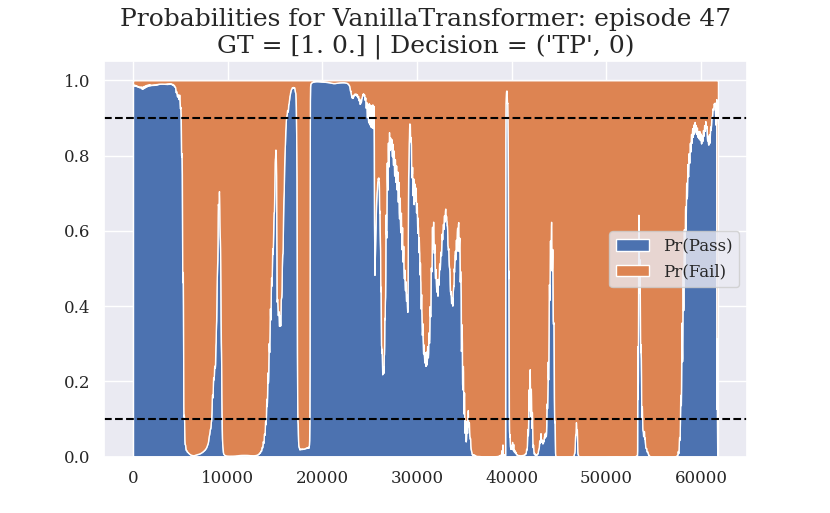 Probabilities for VanillaTransformer: episode 47
GT = [1. 0.] | Decision = ('TP', 0)
1.0
0.8
0.6
0.4
0.2
0.0
Pr(Pass)
Pr(Fail)
0 10000 20000 30000 40000 50000 60000